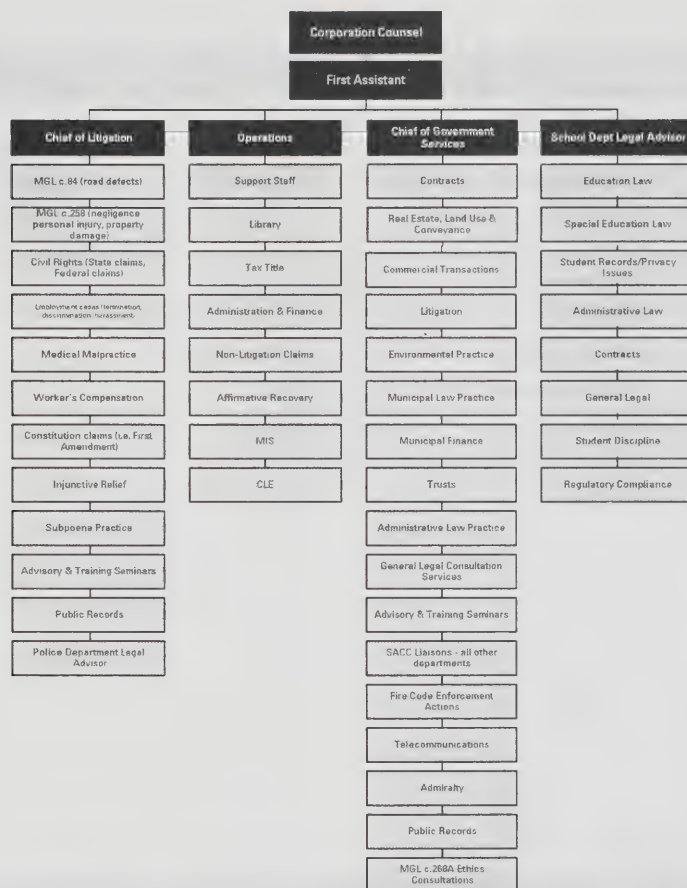 Corporation Counsel
First Assistant
Chief of Litigation
MGL c.84 (road defects)
MGL c.258 (negligence
personal injury, property
damage)
Civil Rights (State claims,
Federal claims)
Employment
discrimination
Medical Malpractice
Worker's Compensation
Constitution claims (i.e. First
Amendment)
Injunctive Relief
Subpoena Practice
Advisory & Training Seminars
Public Records
Police Department Legal
Advisor
Operations
Support Staff
Library
Tax Title
Administration & Finance
Non-Litigation Claims
Affirmative Recovery
MIS
CLE
Chief of Government
Services
Contracts
Real Estate, Land Use &
Conveyance
Commercial Transactions
Litigation
Environmental Practice
Municipal Law Practice
Municipal Finance
Trusts
Administrative Law Practice
General Legal Consultation
Services
Advisory & Training Seminars
SACC Liaisons - all other
departments
Fire Code Enforcement
Actions
Telecommunications
Admiralty
Public Records
MGL c.268A Ethics
Consultations
School Dept Legal Advisor
Education Law
Special Education Law
Student Records/Privacy
Issues
Administrative Law
Contracts
General Legal
Student Discipline
Regulatory Compliance